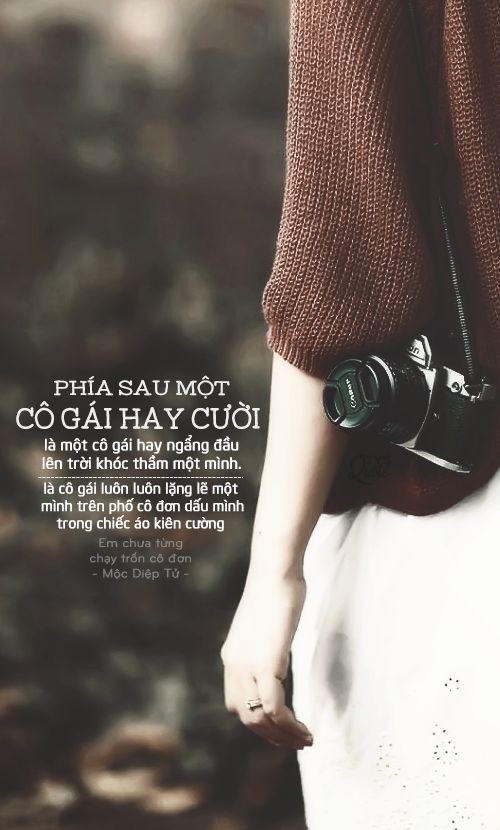 PHÍA SAU MỘT
CÔ GÁI HAY CƯỜI
là một cô gái hay ngẩng đầu
lên trời khóc thầm một mình.
là cô gái luôn luôn lặng lẽ một
mình trên phố cô đơn dấu mình
trong chiếc áo kiên cường
Em chưa từng
chạy trốn cô đơn
- Mộc Diệp Tử -
Canon